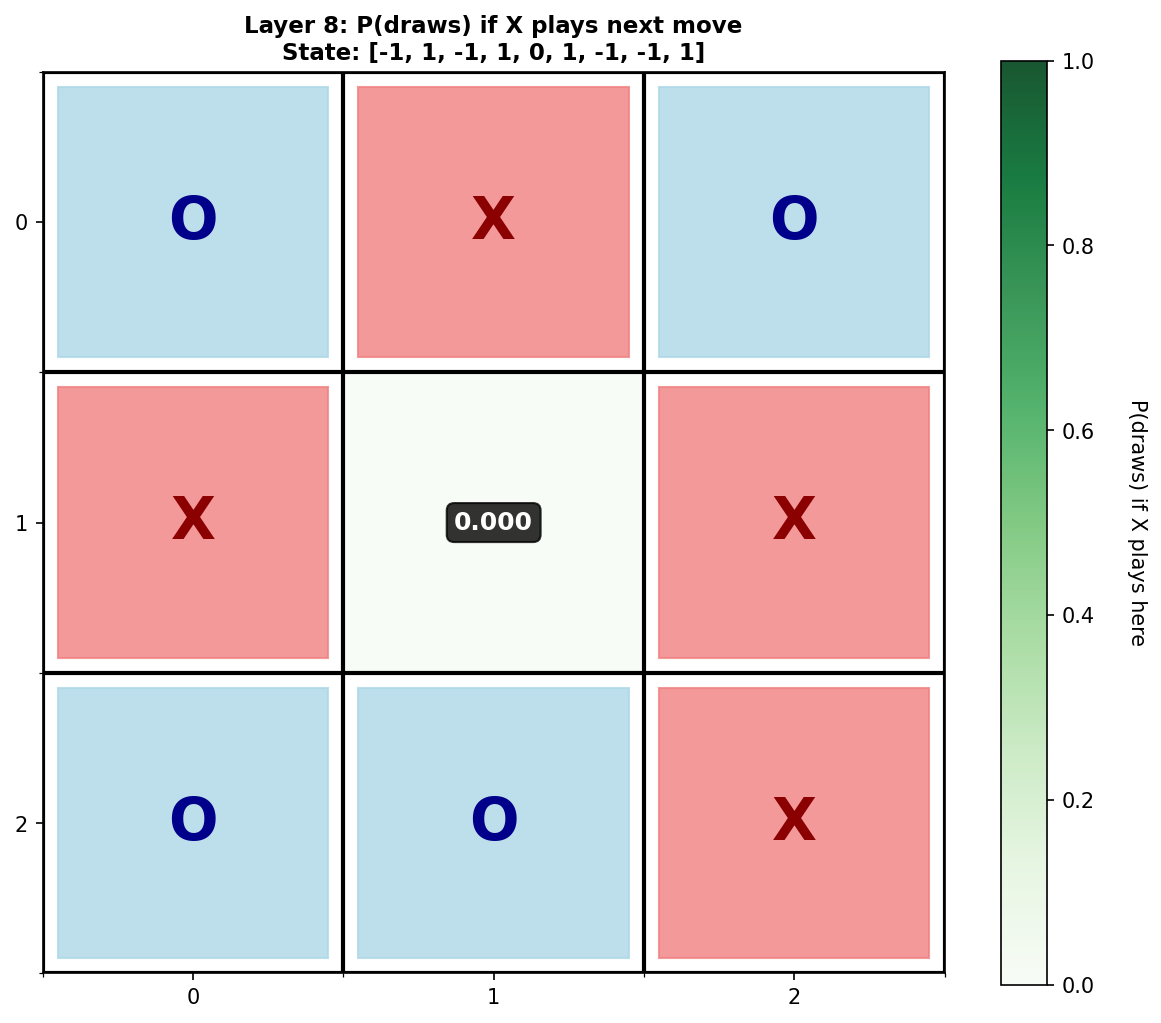 Layer 8: P(draws) if X plays next move
State: [-1, 1, -1, 1, 0, 1, -1, -1, 1]
O
X
O
X
0.000
X
O
O
X
0
1
2
0
1
2
1.0
0.8
0.6
0.4
0.2
0.0
P(draws) if X plays here